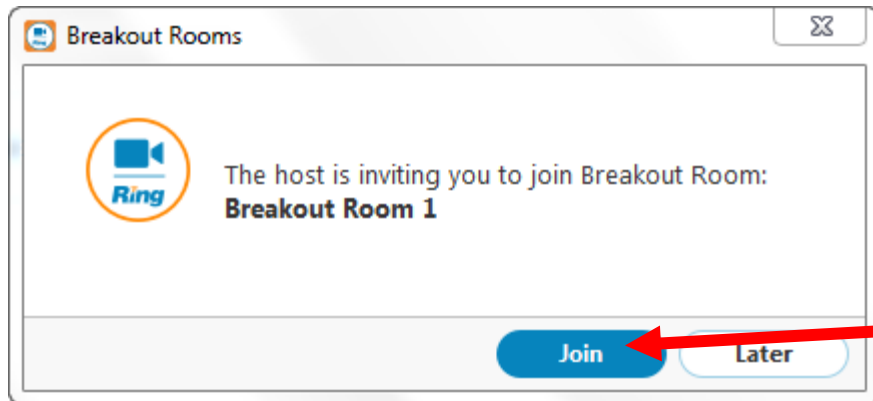 Breakout Rooms
Ring
The host is inviting you to join Breakout Room:
Breakout Room 1
Join
Later